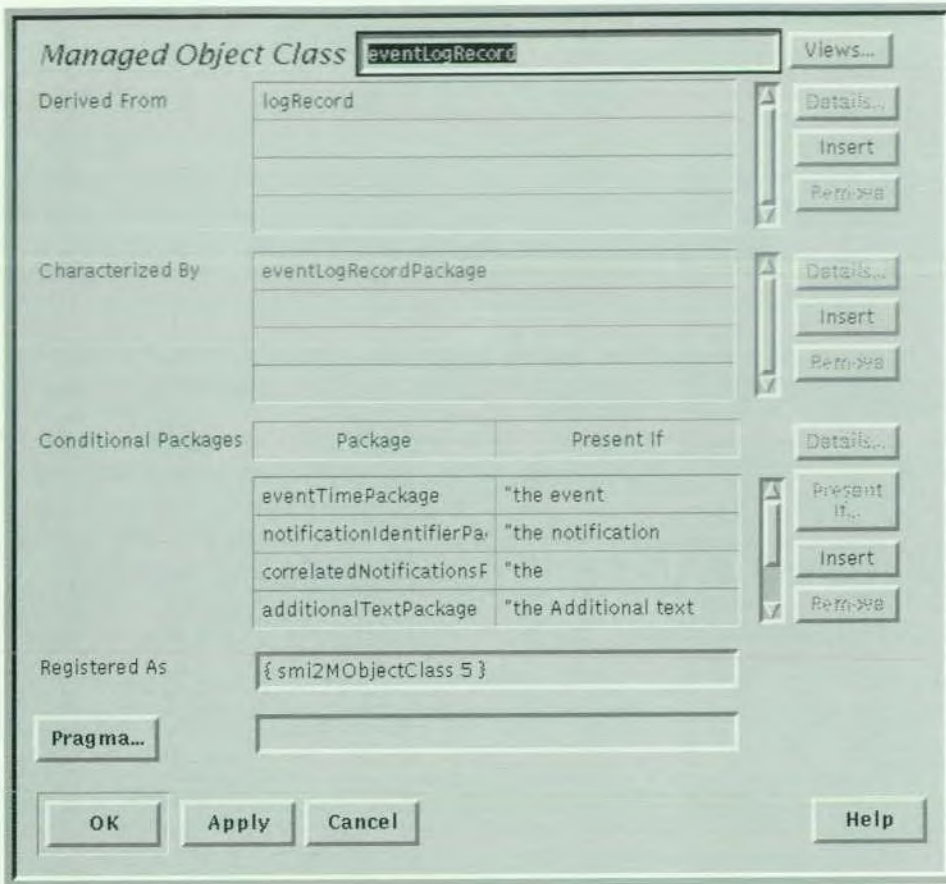 Managed Object Class eventLogRecord Views...
Derived From logRecord Details...
Insert
Remove
Characterized By eventLogRecordPackage Details...
Insert
Remove
Conditional Packages Package Present If Details...
eventTimePackage "the event Present If...
notificationIdentifierPa "the notification
correlatedNotificationsP "the Insert
additionalTextPackage "the Additional text Remove
Registered As { smi2MObjectClass 5 }
Pragma...
OK Apply Cancel Help